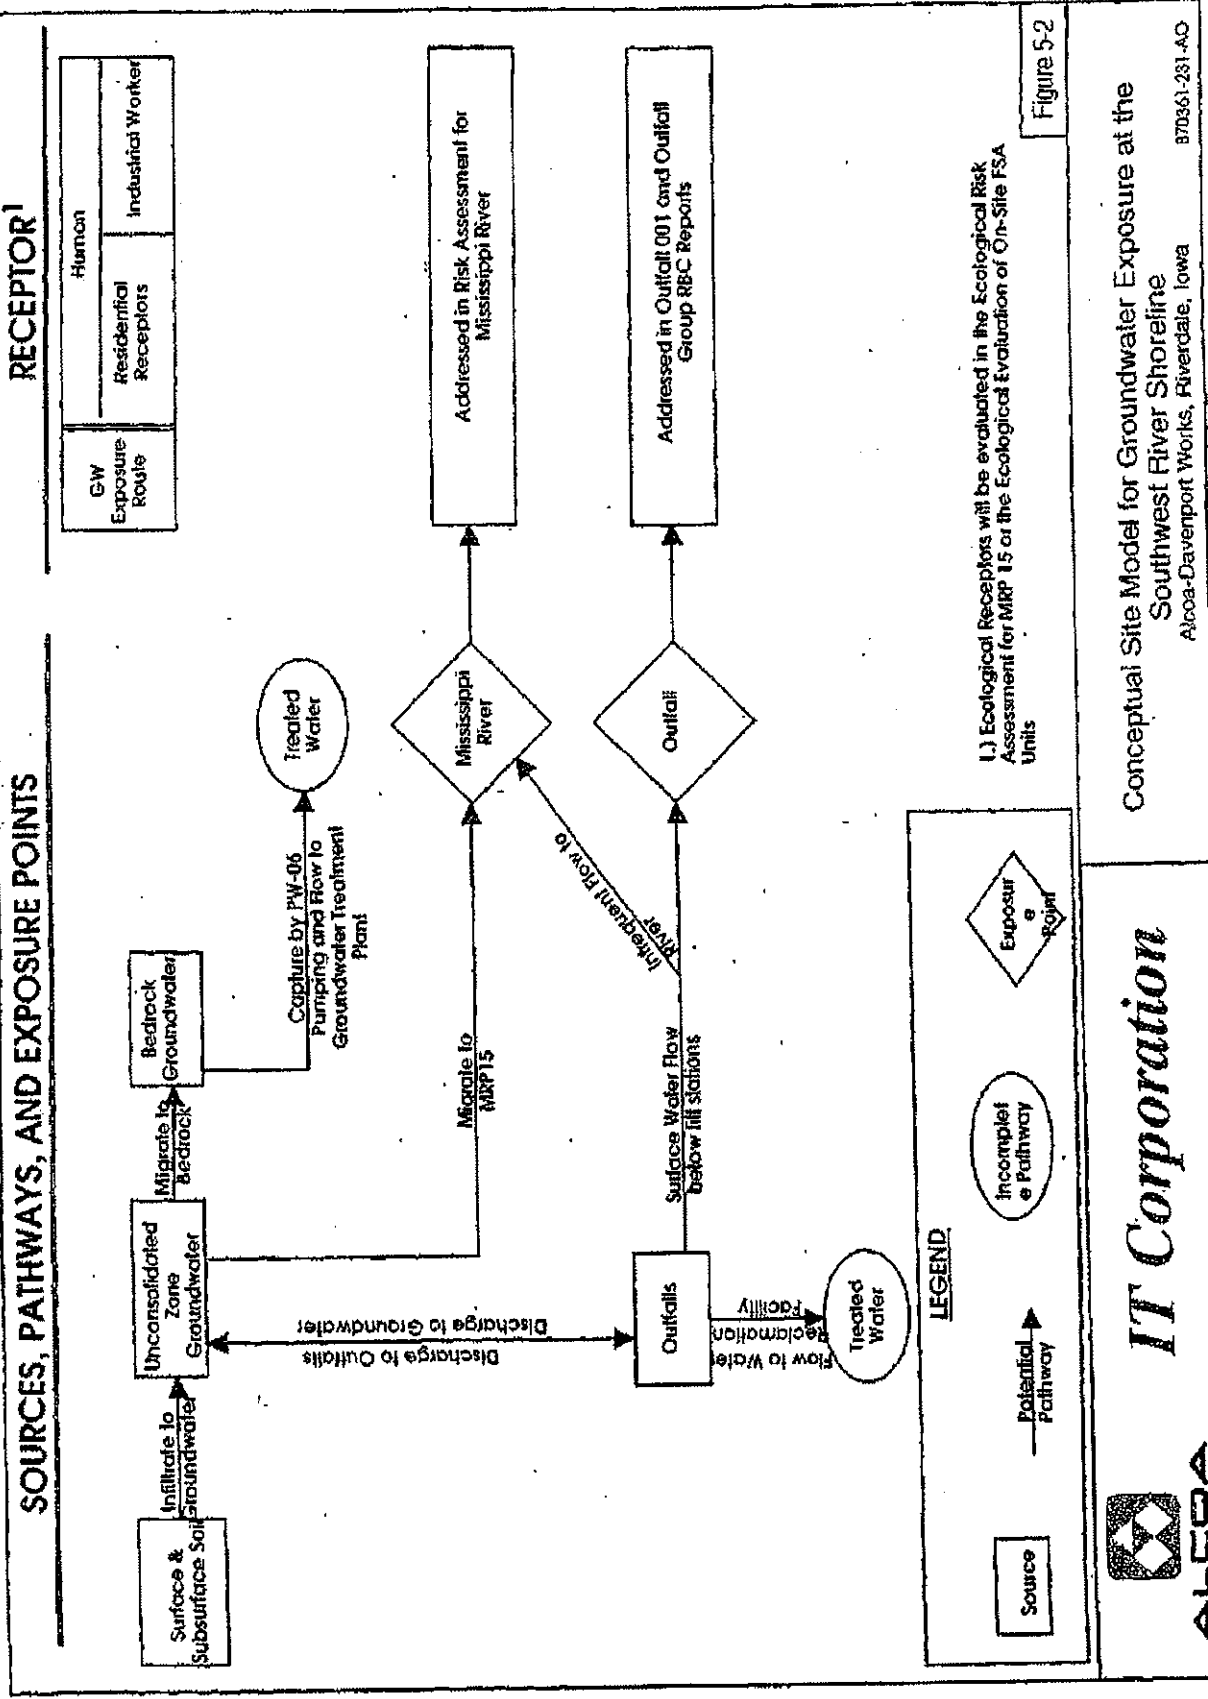 SOURCES, PATHWAYS, AND EXPOSURE POINTS
RECEPTOR1
GW
Exposure
Route
Human
Residential
Receptors
Industrial Worker
Surface &
Subsurface Soil
Infiltrate to
Groundwater
Unconsolidated
Zone
Groundwater
Migrate to
Bedrock
Bedrock
Groundwater
Capture by PW-06
Pumping and Flow to
Groundwater Treatment
Plant
Treated
Water
Migrate to
MRP15
Mississippi
River
Addressed in Risk Assessment for
Mississippi River
Discharge to Outfalls
Discharge to Groundwater
Outfalls
Surface Water Flow
below lift stations
Infrequent Flow to
River
Outfall
Addressed in Outfall 001 and Outfall
Group RBC Reports
Flow to Water
Reclamation
Facility
Treated
Water
LEGEND
Source
Potential
Pathway
Incomplet
e Pathway
Exposur
e
Point
1.) Ecological Receptors will be evaluated in the Ecological Risk
Assessment for MRP 15 or the Ecological Evaluation of On-Site FSA
Units
Figure 5-2
ALCOA
IT Corporation
Conceptual Site Model for Groundwater Exposure at the
Southwest River Shoreline
Alcoa-Davenport Works, Riverdale, Iowa
870361-231-AO